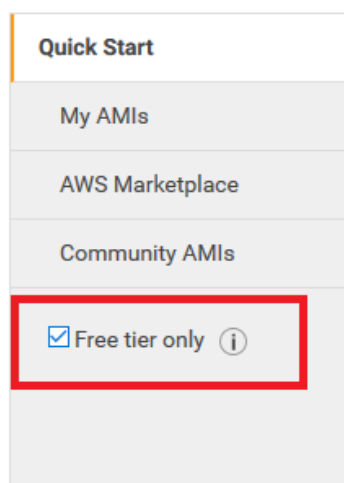 Quick Start
My AMIs
AWS Marketplace
Community AMIs
Free tier only i